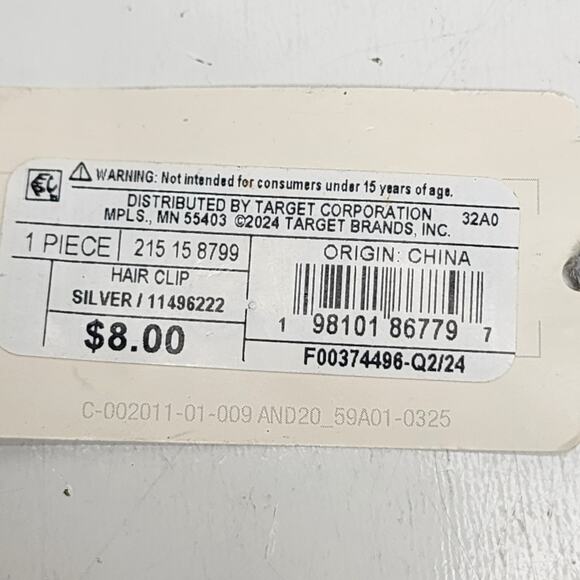 WARNING: Not intended for consumers under 15 years of age.
DISTRIBUTED BY TARGET CORPORATION 32A0
MPLS., MN 55403 ©2024 TARGET BRANDS, INC.
1 PIECE 215 15 8799
ORIGIN: CHINA
HAIR CLIP
SILVER / 11496222
$8.00
1 98101 86779 7
F00374496-Q2/24
C-002011-01-009 AND20_59A01-0325